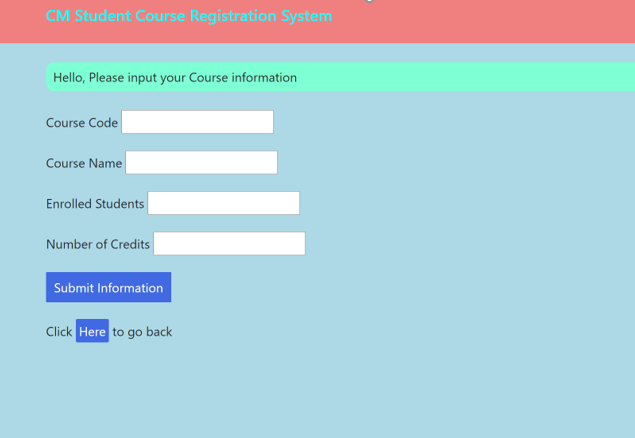 CM Student Course Registration System
Hello, Please input your Course information
Course Code
Course Name
Enrolled Students
Number of Credits
Submit Information
Click Here to go back